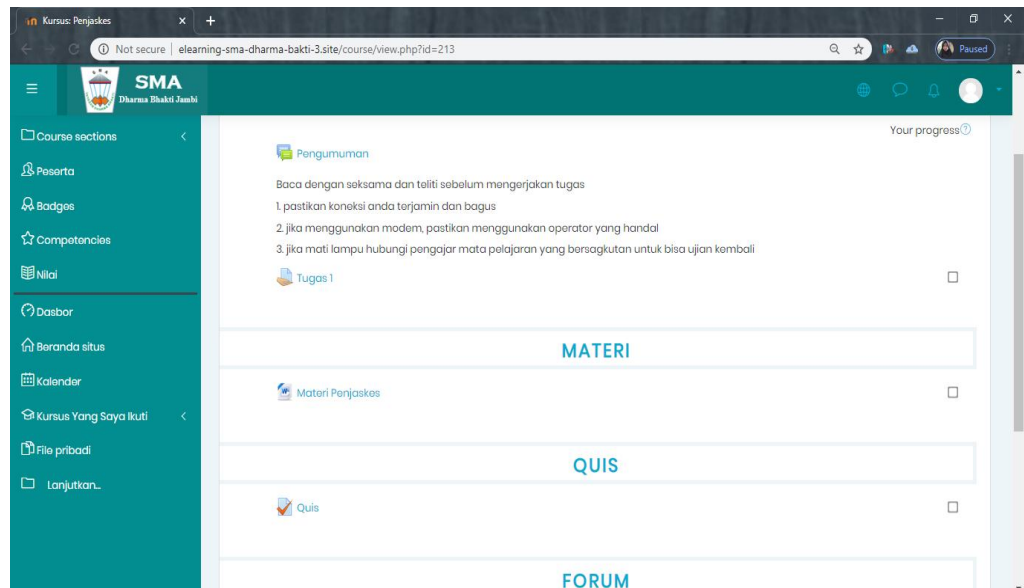 Kursus: Penjaskes
Not secure | elearning-sma-dharma-bakti-3.site/course/view.php?id=213
Paused
SMA
Dharma Bhakti Jambi
Course sections
Peserta
Badges
Competencies
Nilai
Dasbor
Beranda situs
Kalender
Kursus Yang Saya Ikuti
File pribadi
Lanjutkan...
Your progress
Pengumuman
Baca dengan seksama dan teliti sebelum mengerjakan tugas
1. pastikan koneksi anda terjamin dan bagus
2. jika menggunakan modem, pastikan menggunakan operator yang handal
3. jika mati lampu hubungi pengajar mata pelajaran yang bersagkutan untuk bisa ujian kembali
Tugas 1
MATERI
Materi Penjaskes
QUIS
Quis
FORUM